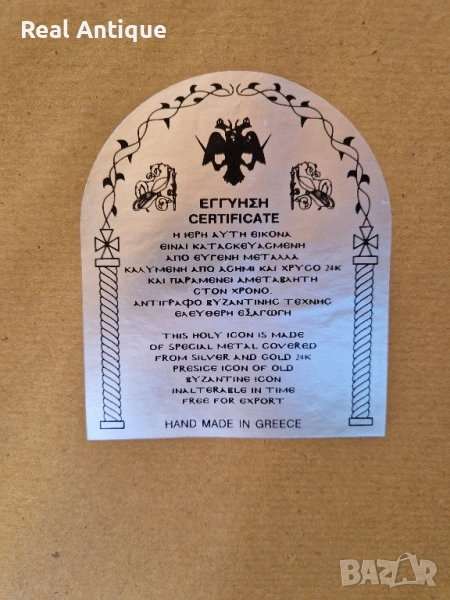 Real Antique
ΕΓΓΥΗΣΗ
CERTIFICATE
Η ΙΕΡΗ ΑΥΤΗ ΕΙΚΟΝΑ
ΕΙΝΑΙ ΚΑΤΑΣΚΕΥΑΣΜΕΝΗ
ΑΠΟ ΕΥΓΕΝΗ ΜΕΤΑΛΛΑ
ΚΑΛΥΜΕΝΗ ΑΠΟ ΑΣΗΜΙ ΚΑΙ ΧΡΥΣΟ 24Κ
ΚΑΙ ΠΑΡΑΜΕΝΕΙ ΑΜΕΤΑΒΛΗΤΗ
ΣΤΟΝ ΧΡΟΝΟ.
ΑΝΤΙΓΡΑΦΟ ΒΥΖΑΝΤΙΝΗΣ ΤΕΧΝΗΣ
ΕΛΕΥΘΕΡΗ ΕΞΑΓΩΓΗ
THIS HOLY ICON IS MADE
OF SPECIAL METAL COVERED
FROM SILVER AND GOLD 24K
PRESICE ICON OF OLD
BYZANTINE ICON
INALTERABLE IN TIME
FREE FOR EXPORT
HAND MADE IN GREECE
BAZAR